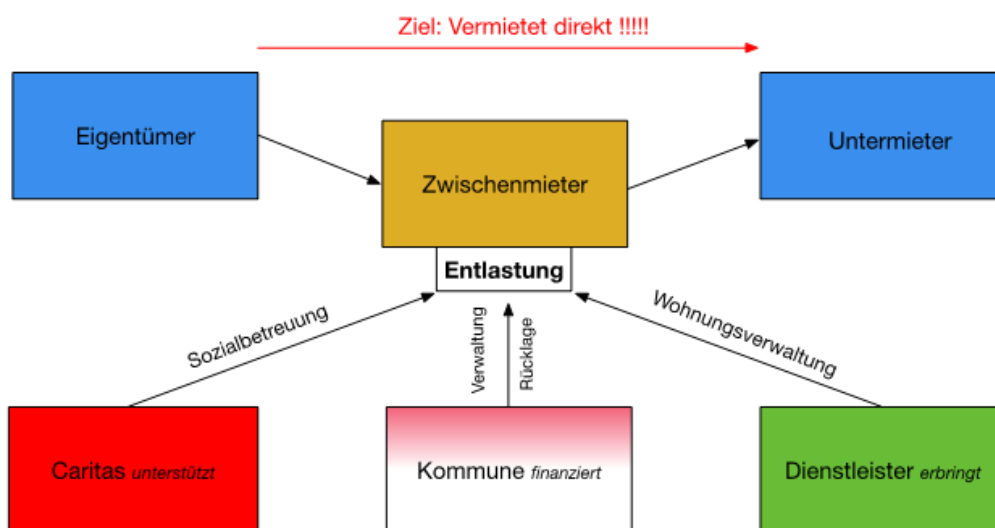 Ziel: Vermietet direkt !!!!!
Eigentümer
Zwischenmieter
Untermieter
Entlastung
Sozialbetreuung
Verwaltung
Rücklage
Wohnungsverwaltung
Caritas unterstützt
Kommune finanziert
Dienstleister erbringt